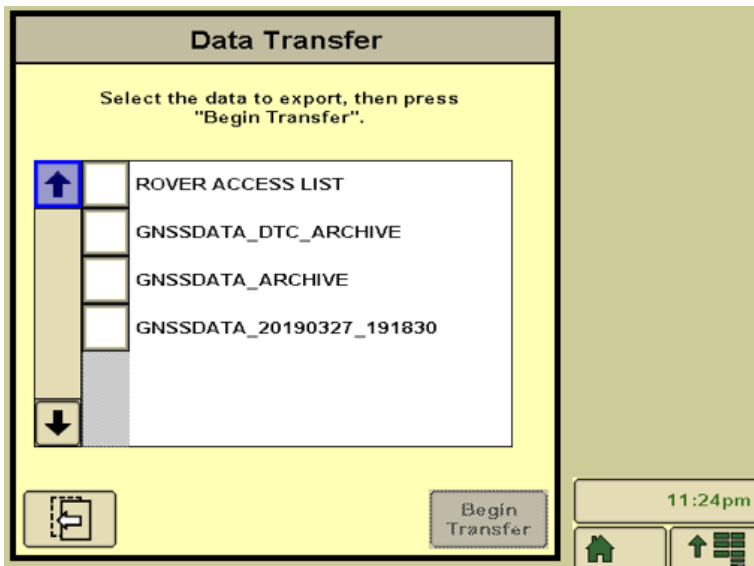 Data Transfer
Select the data to export, then press
"Begin Transfer".
ROVER ACCESS LIST
GNSSDATA_DTC_ARCHIVE
GNSSDATA_ARCHIVE
GNSSDATA_20190327_191830
Begin
Transfer
11:24pm